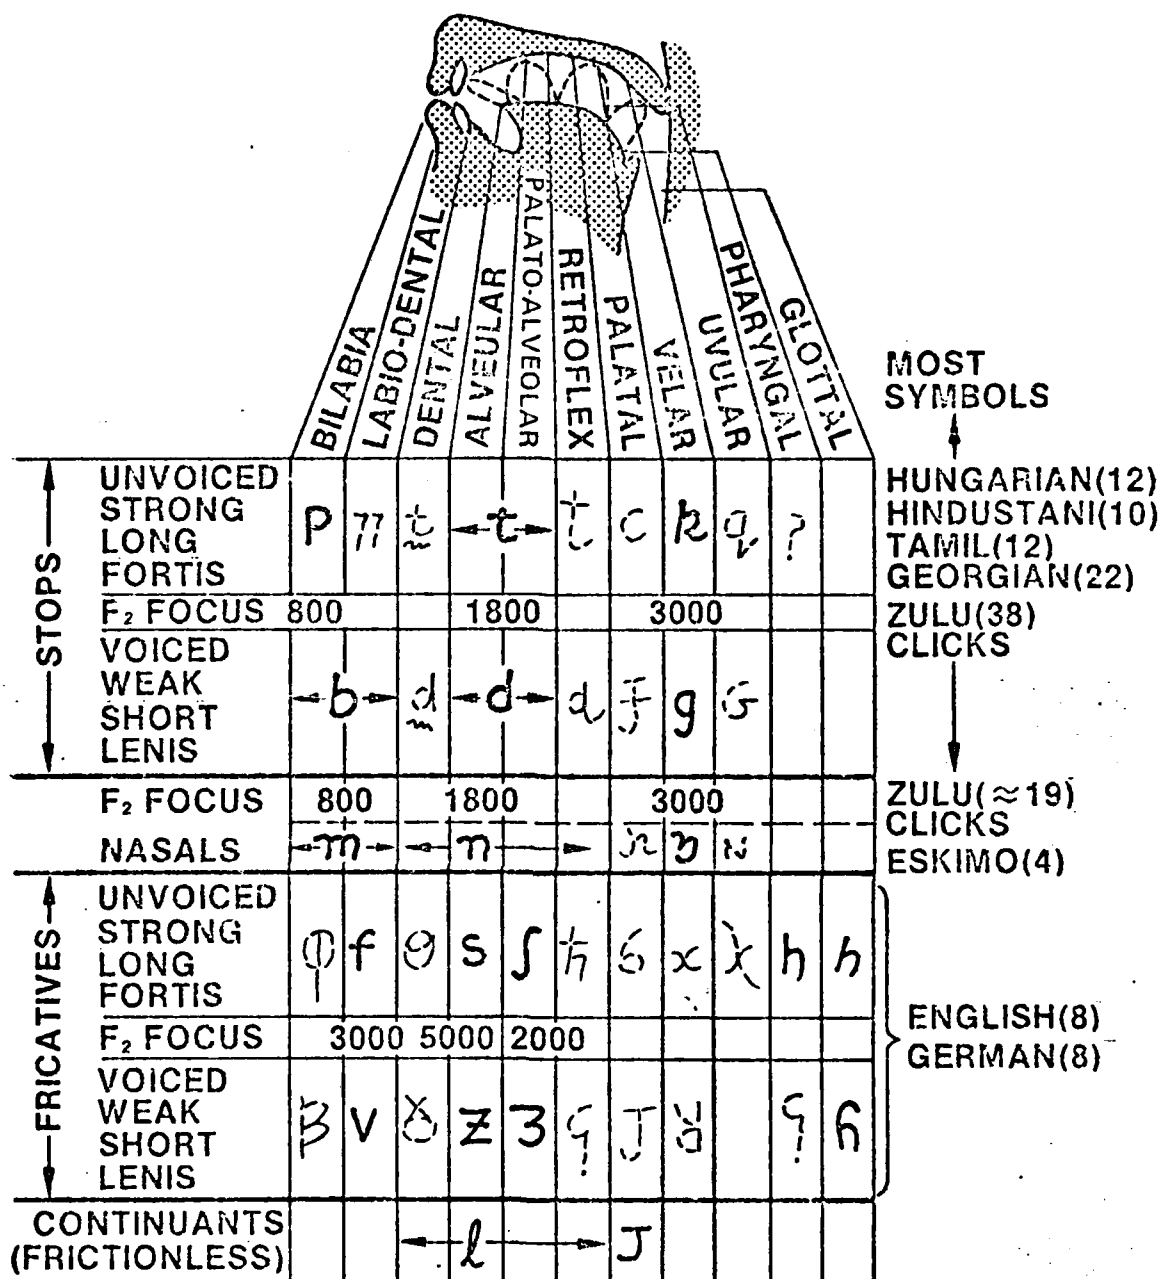 BILABIA
LABIO-DENTAL
DENTAL
ALVEULAR
PALATO-ALVEOLAR
RETROFLEX
PALATAL
VELAR
UVULAR
PHARYNGAL
GLOTTAL
MOST
SYMBOLS
STOPS
UNVOICED
STRONG
LONG
FORTIS
p π t t t c k q ?
HUNGARIAN(12)
HINDUSTANI(10)
TAMIL(12)
GEORGIAN(22)
F₂ FOCUS 800 1800 3000
ZULU(38)
CLICKS
VOICED
WEAK
SHORT
LENIS
b d d d ɟ g G
F₂ FOCUS 800 1800 3000
ZULU(≈19)
CLICKS
NASALS m n
ESKIMO(4)
FRICATIVES
UNVOICED
STRONG
LONG
FORTIS
Φ f θ s ʃ x χ h h
F₂ FOCUS 3000 5000 2000
ENGLISH(8)
GERMAN(8)
VOICED
WEAK
SHORT
LENIS
β v z ʒ J ɦ
CONTINUANTS
(FRICTIONLESS)
l J